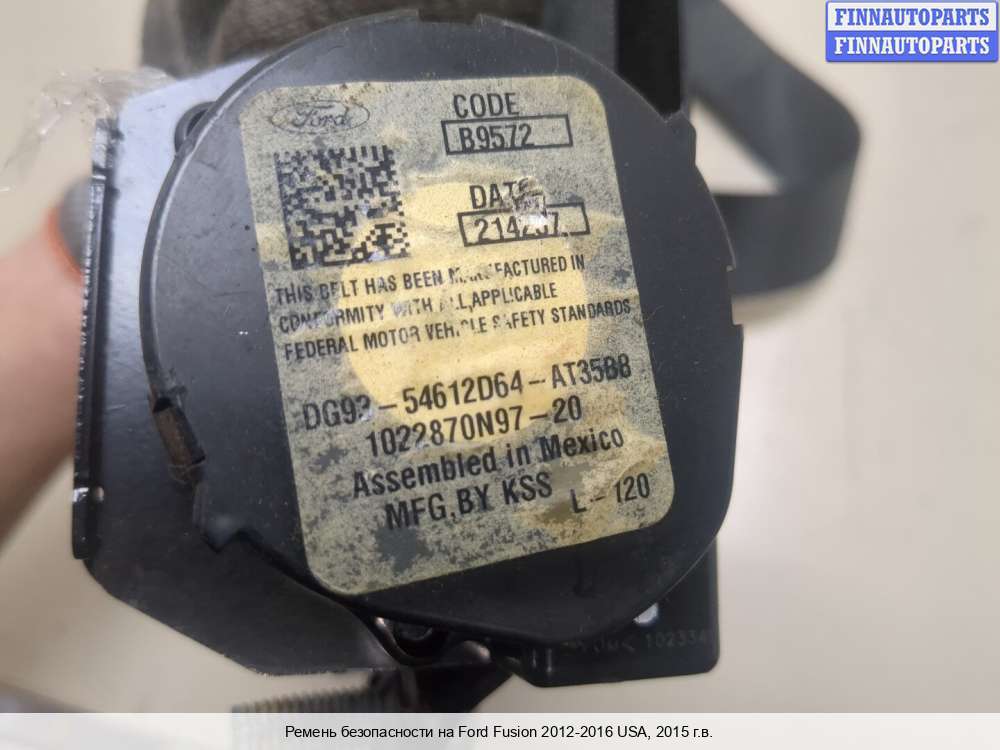 FINNAUTOPARTS
FINNAUTOPARTS
Ford
CODE
B9572
DATE
THIS BELT HAS BEEN MANUFACTURED IN
CONFORMITY WITH ALL APPLICABLE
FEDERAL MOTOR VEHICLE SAFETY STANDARDS
-54612D64-AT35B8
1022870N97-20
Assembled in Mexico
MFG.BY KSS
L-120
Ремень безопасности на Ford Fusion 2012-2016 USA, 2015 г.в.